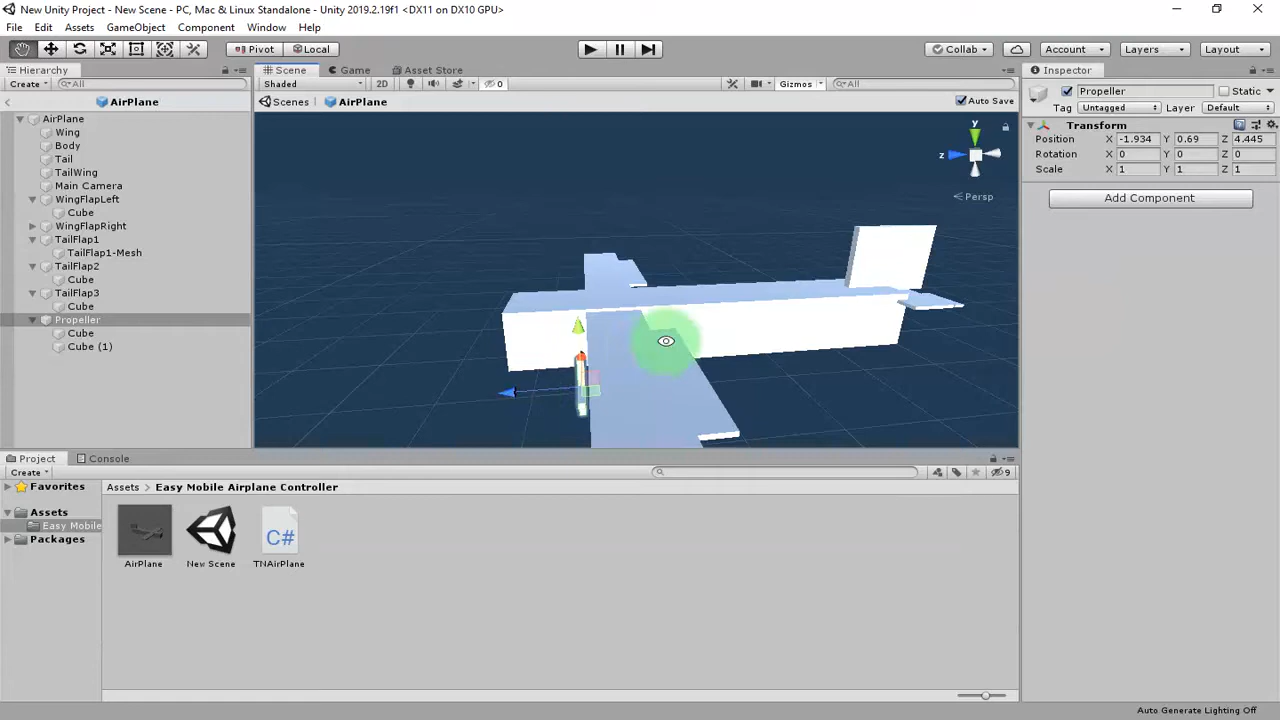 New Unity Project - New Scene - PC, Mac & Linux Standalone - Unity 2019.2.19f1 <DX11 on DX10 GPU>
File Edit Assets GameObject Component Window Help
Pivot Local Collab Account Layers Layout
Hierarchy
Create All
AirPlane
AirPlane
Wing
Body
Tail
TailWing
Main Camera
WingFlapLeft
Cube
WingFlapRight
TailFlap1
TailFlap1-Mesh
TailFlap2
Cube
TailFlap3
Cube
Propeller
Cube
Cube (1)
Scene Game Asset Store
Shaded 2D 0 Gizmos All
Scenes AirPlane Auto Save
y
z
Persp
Inspector
Propeller Static
Tag Untagged Layer Default
Transform
Position X -1.934 Y 0.69 Z 4.445
Rotation X 0 Y 0 Z 0
Scale X 1 Y 1 Z 1
Add Component
Project Console
Create 9
Favorites
Assets
Easy Mobile
Packages
Assets > Easy Mobile Airplane Controller
C#
AirPlane New Scene TNAirPlane
Auto Generate Lighting Off